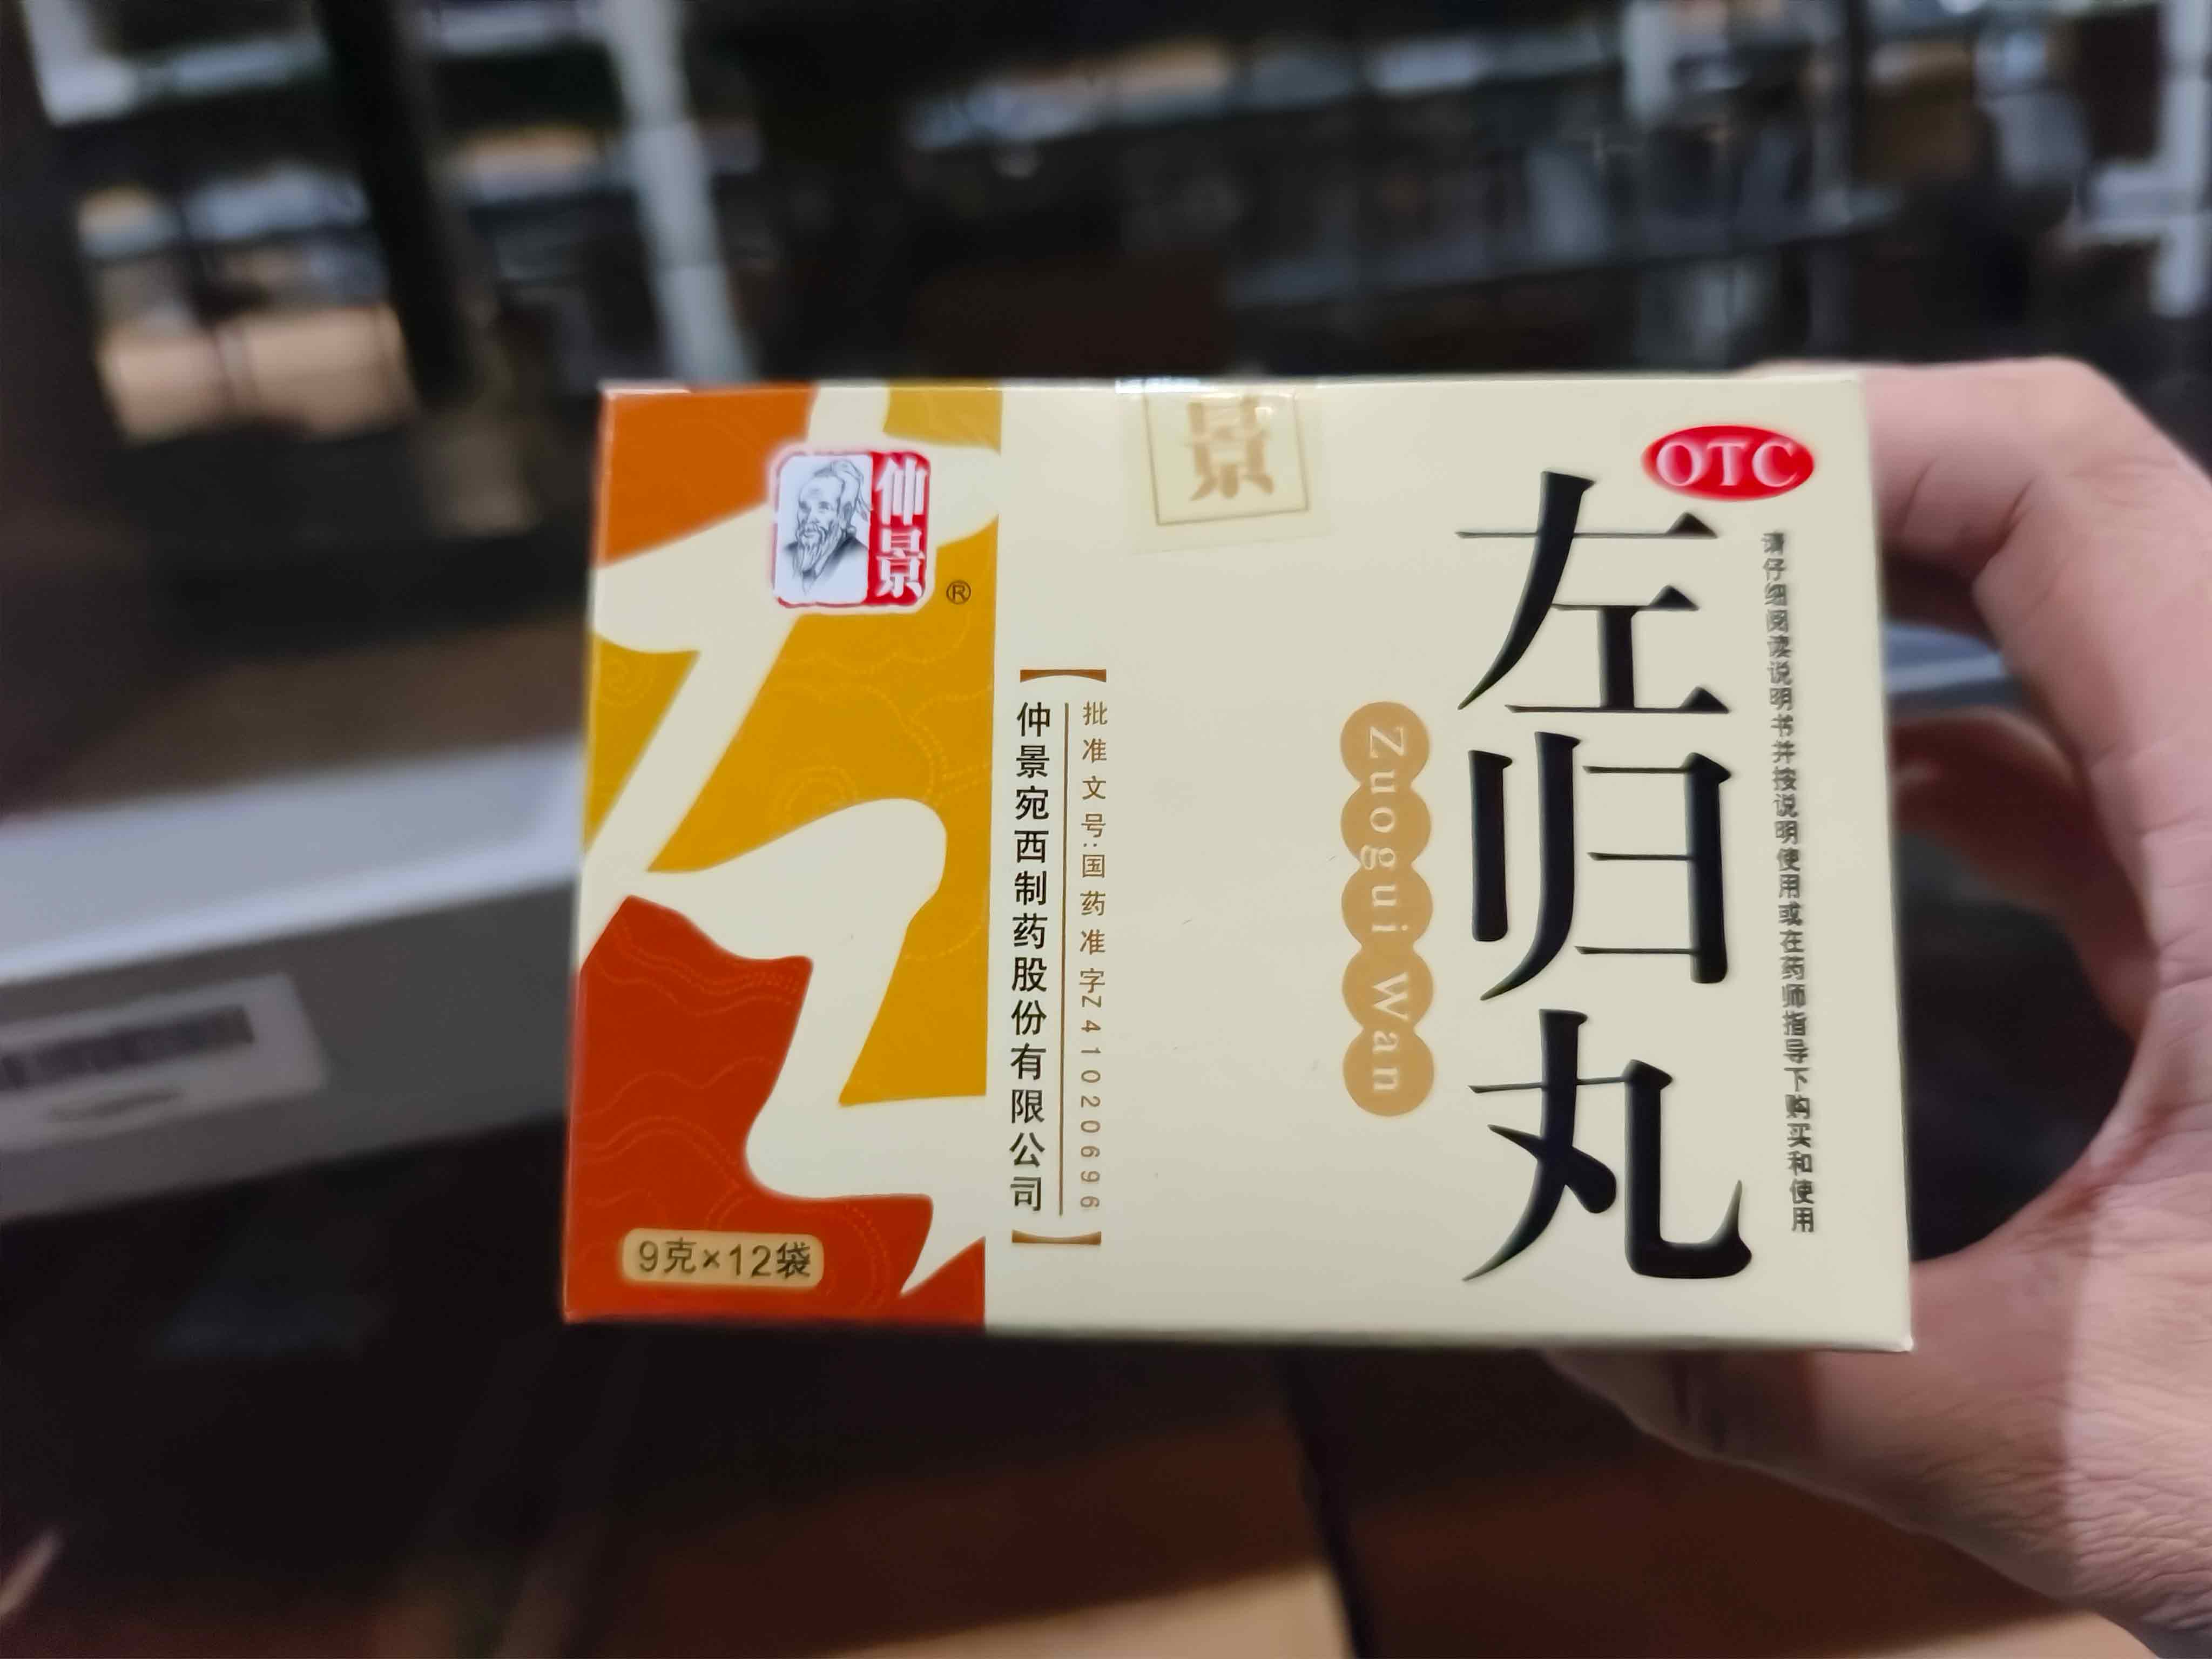 OTC
请仔细阅读说明书并按说明使用或在药师指导下购买和使用
左归丸
Zuogui Wan
景
批准文号:国药准字Z41020696
仲景宛西制药股份有限公司
仲景
®
9克×12袋